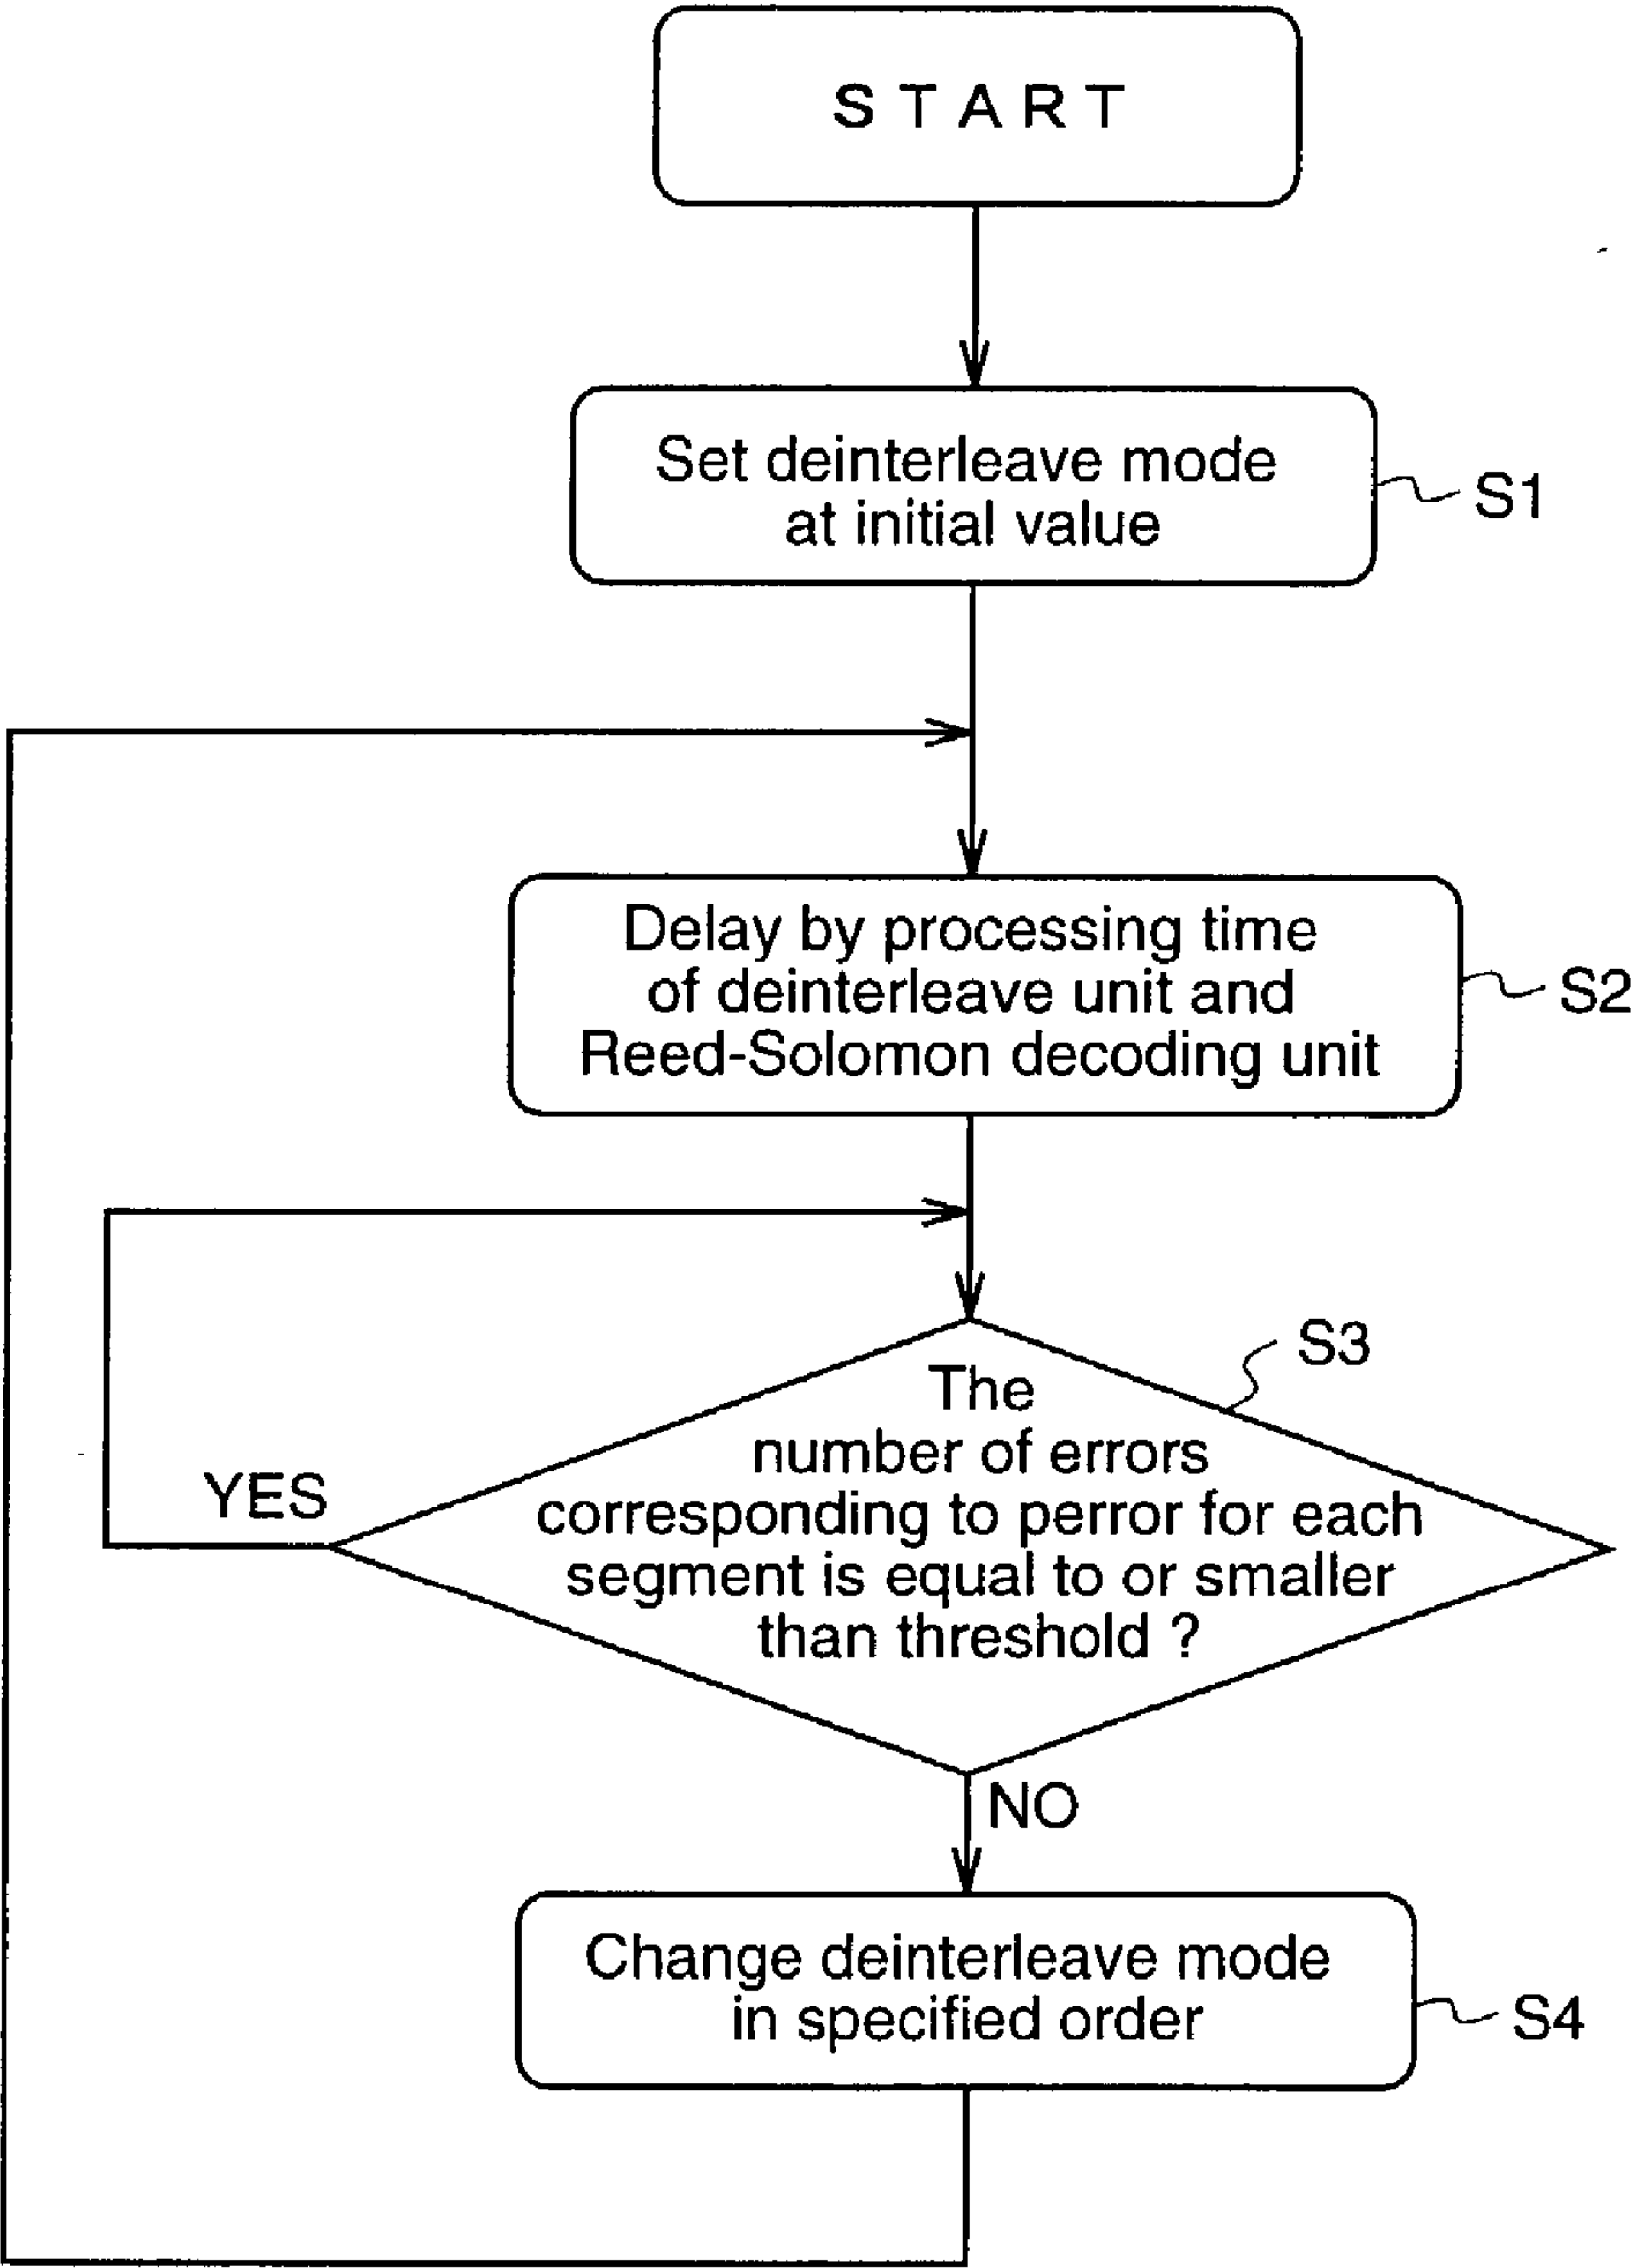 START
Set deinterleave mode
at initial value
S1
Delay by processing time
of deinterleave unit and
Reed-Solomon decoding unit
S2
S3
The
number of errors
corresponding to perror for each
segment is equal to or smaller
than threshold ?
YES
NO
Change deinterleave mode
in specified order
S4